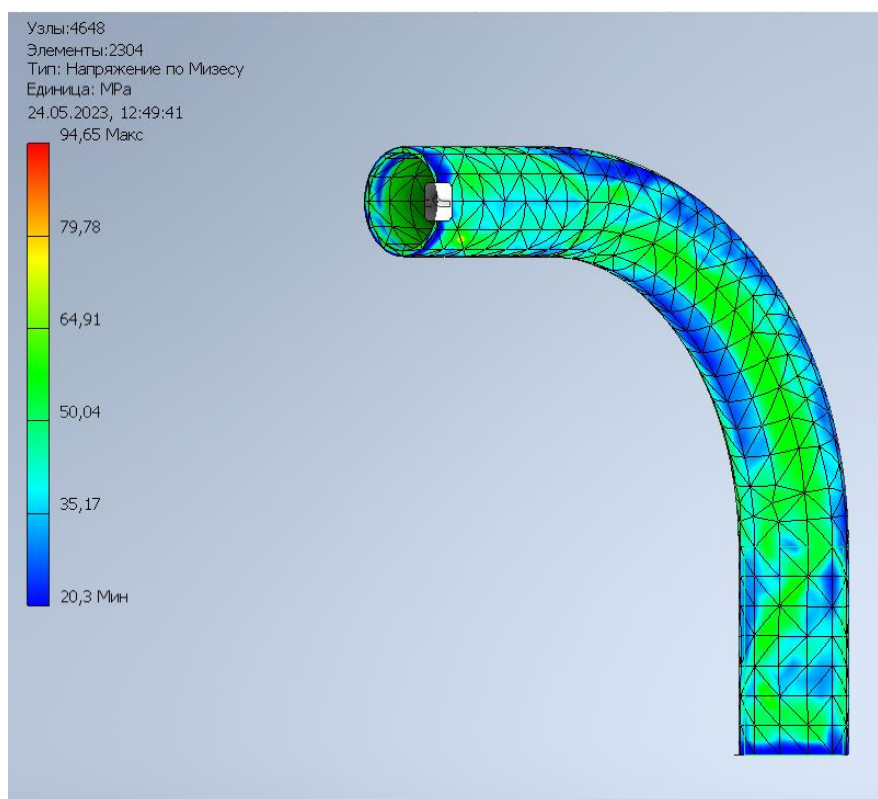 Узлы:4648
Элементы:2304
Тип: Напряжение по Мизесу
Единица: MPa
24.05.2023, 12:49:41
94,65 Макс
79,78
64,91
50,04
35,17
20,3 Мин